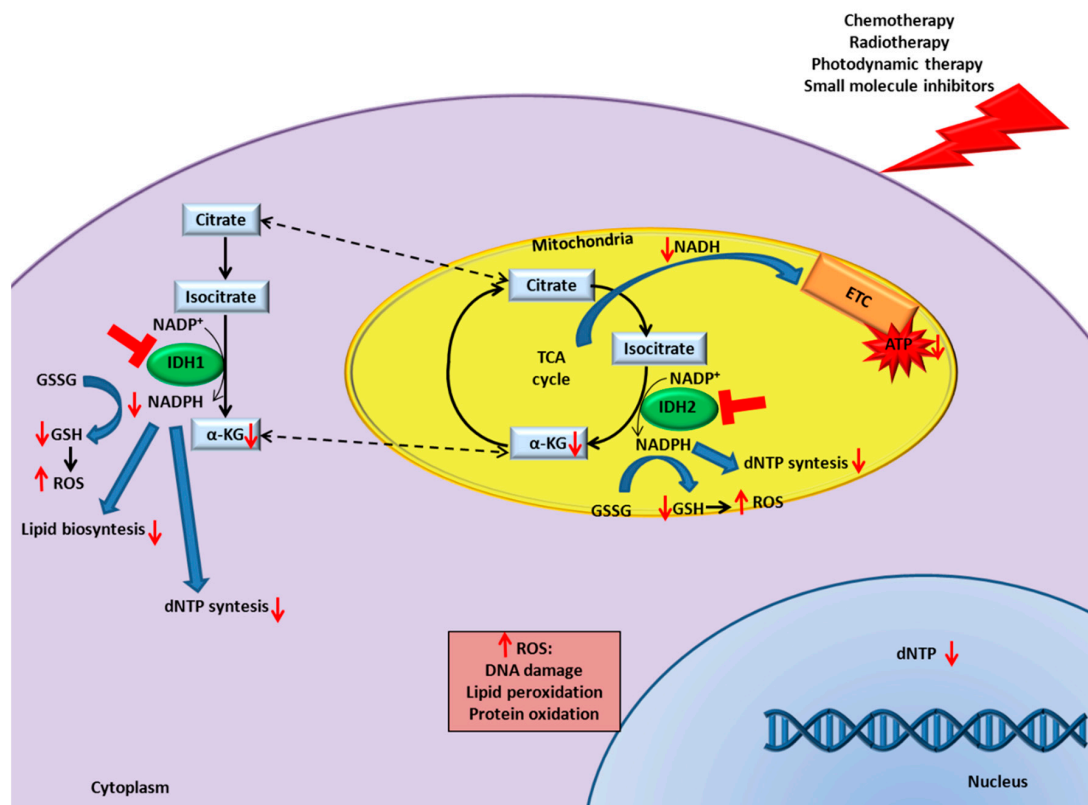 Chemotherapy
Radiotherapy
Photodynamic therapy
Small molecule inhibitors
Citrate
Isocitrate
NADP⁺
IDH1
GSSG
NADPH
GSH
α-KG
ROS
Lipid biosyntesis
dNTP syntesis
Mitochondria
NADH
Citrate
ETC
ATP
Isocitrate
TCA
cycle
NADP⁺
IDH2
α-KG
NADPH
dNTP syntesis
GSSG
GSH
ROS
ROS:
DNA damage
Lipid peroxidation
Protein oxidation
dNTP
Cytoplasm
Nucleus